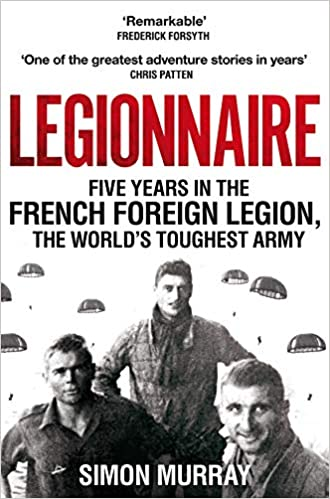 ‘Remarkable’
FREDERICK FORSYTH
‘One of the greatest adventure stories in years’
CHRIS PATTEN
LEGIONNAIRE
FIVE YEARS IN THE
FRENCH FOREIGN LEGION,
THE WORLD’S TOUGHEST ARMY
SIMON MURRAY